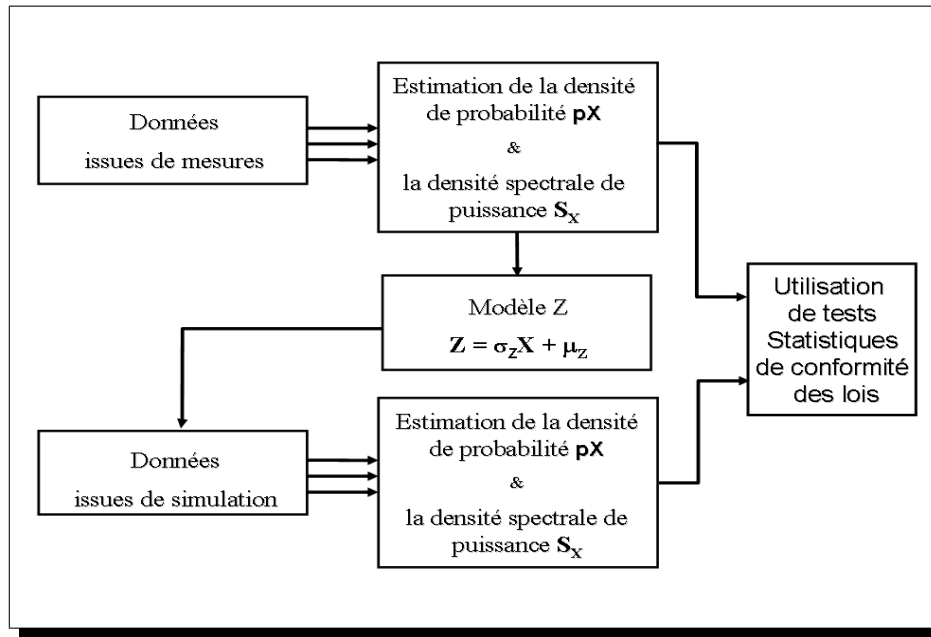 Données
issues de mesures
Estimation de la densité
de probabilité pX
&
la densité spectrale de
puissance Sx
Modèle Z
Z = σzX + μz
Données
issues de simulation
Estimation de la densité
de probabilité pX
&
la densité spectrale de
puissance Sx
Utilisation
de tests
Statistiques
de conformité
des lois